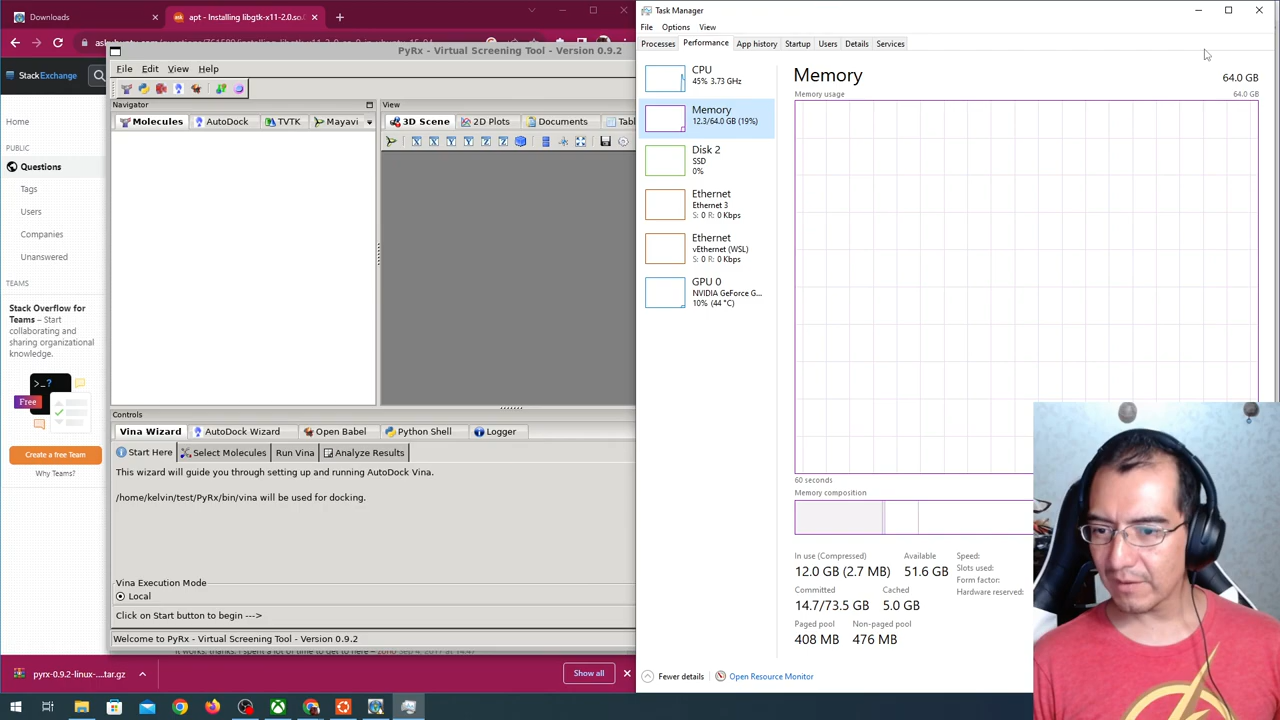 Downloads
apt - Installing libgtk-x11-2.0.so.
StackExchange
Home
PUBLIC
Questions
Tags
Users
Companies
Unanswered
TEAMS
Stack Overflow for
Teams – Start
collaborating and
sharing organizational
knowledge.
Free
Create a free Team
Why Teams?
PyRx - Virtual Screening Tool - Version 0.9.2
File Edit View Help
Navigator
Molecules AutoDock TVTK Mayavi
View
3D Scene 2D Plots Documents Tabl
Controls
Vina Wizard AutoDock Wizard Open Babel Python Shell Logger
Start Here Select Molecules Run Vina Analyze Results
This wizard will guide you through setting up and running AutoDock Vina.
/home/kelvin/test/PyRx/bin/vina will be used for docking.
Vina Execution Mode
Local
Click on Start button to begin --->
Welcome to PyRx - Virtual Screening Tool - Version 0.9.2
pyrx-0.9.2-linux-....tar.gz
Show all
Task Manager
File Options View
Processes Performance App history Startup Users Details Services
CPU
45% 3.73 GHz
Memory
12.3/64.0 GB (19%)
Disk 2
SSD
0%
Ethernet
Ethernet 3
S: 0 R: 0 Kbps
Ethernet
vEthernet (WSL)
S: 0 R: 0 Kbps
GPU 0
NVIDIA GeForce G...
10% (44 °C)
Memory
64.0 GB
Memory usage
64.0 GB
60 seconds
Memory composition
In use (Compressed)
12.0 GB (2.7 MB)
Available
51.6 GB
Speed:
Slots used:
Form factor:
Hardware reserved:
Committed
14.7/73.5 GB
Cached
5.0 GB
Paged pool
408 MB
Non-paged pool
476 MB
Fewer details
Open Resource Monitor